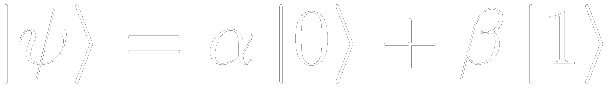 |ψ⟩ = α|0⟩ + β|1⟩